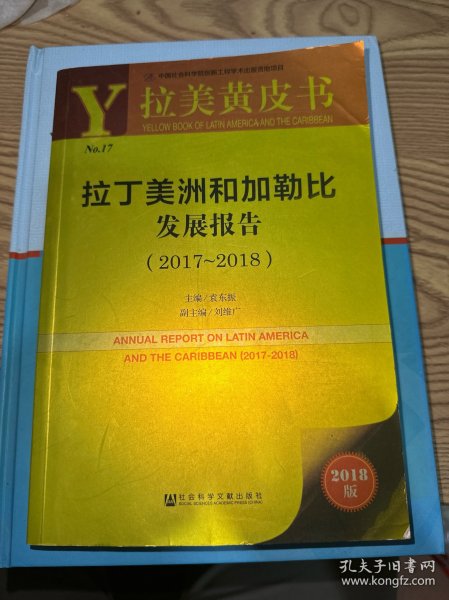 中国社会科学院创新工程学术出版资助项目
Y 拉美黄皮书
YELLOW BOOK OF LATIN AMERICA AND THE CARIBBEAN
No.17
拉丁美洲和加勒比
发展报告
(2017~2018)
主编/袁东振
副主编/刘维广
ANNUAL REPORT ON LATIN AMERICA
AND THE CARIBBEAN (2017-2018)
2018
版
社会科学文献出版社
SOCIAL SCIENCES ACADEMIC PRESS (CHINA)
孔夫子旧书网
www.kongfz.com